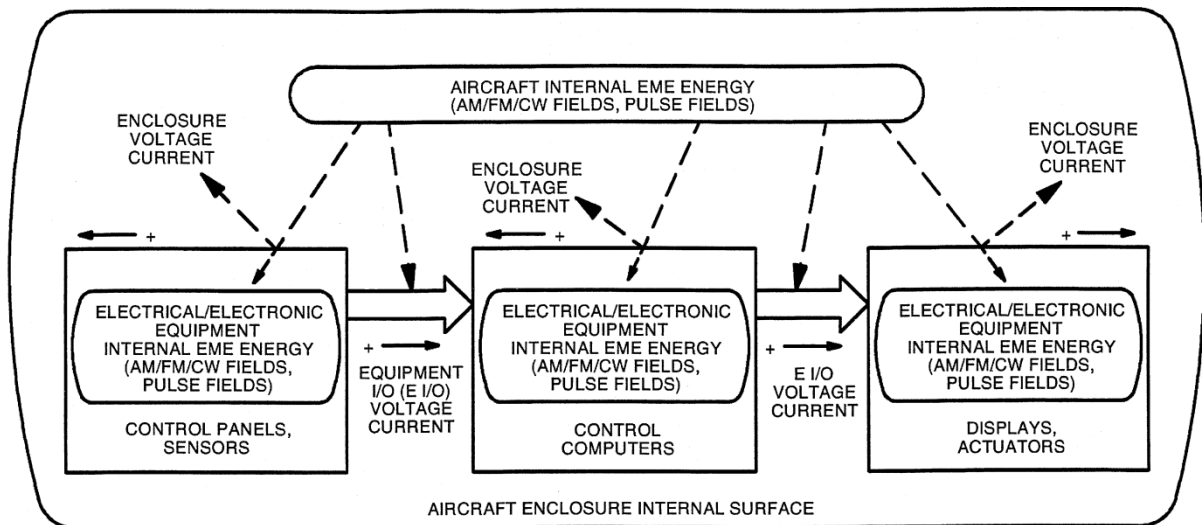 AIRCRAFT INTERNAL EME ENERGY
(AM/FM/CW FIELDS, PULSE FIELDS)
ENCLOSURE
VOLTAGE
CURRENT
ENCLOSURE
VOLTAGE
CURRENT
ENCLOSURE
VOLTAGE
CURRENT
+
+
+
ELECTRICAL/ELECTRONIC
EQUIPMENT
INTERNAL EME ENERGY
(AM/FM/CW FIELDS,
PULSE FIELDS)
CONTROL PANELS,
SENSORS
+
EQUIPMENT
I/O (E I/O)
VOLTAGE
CURRENT
ELECTRICAL/ELECTRONIC
EQUIPMENT
INTERNAL EME ENERGY
(AM/FM/CW FIELDS,
PULSE FIELDS)
CONTROL
COMPUTERS
+
E I/O
VOLTAGE
CURRENT
ELECTRICAL/ELECTRONIC
EQUIPMENT
INTERNAL EME ENERGY
(AM/FM/CW FIELDS,
PULSE FIELDS)
DISPLAYS,
ACTUATORS
AIRCRAFT ENCLOSURE INTERNAL SURFACE